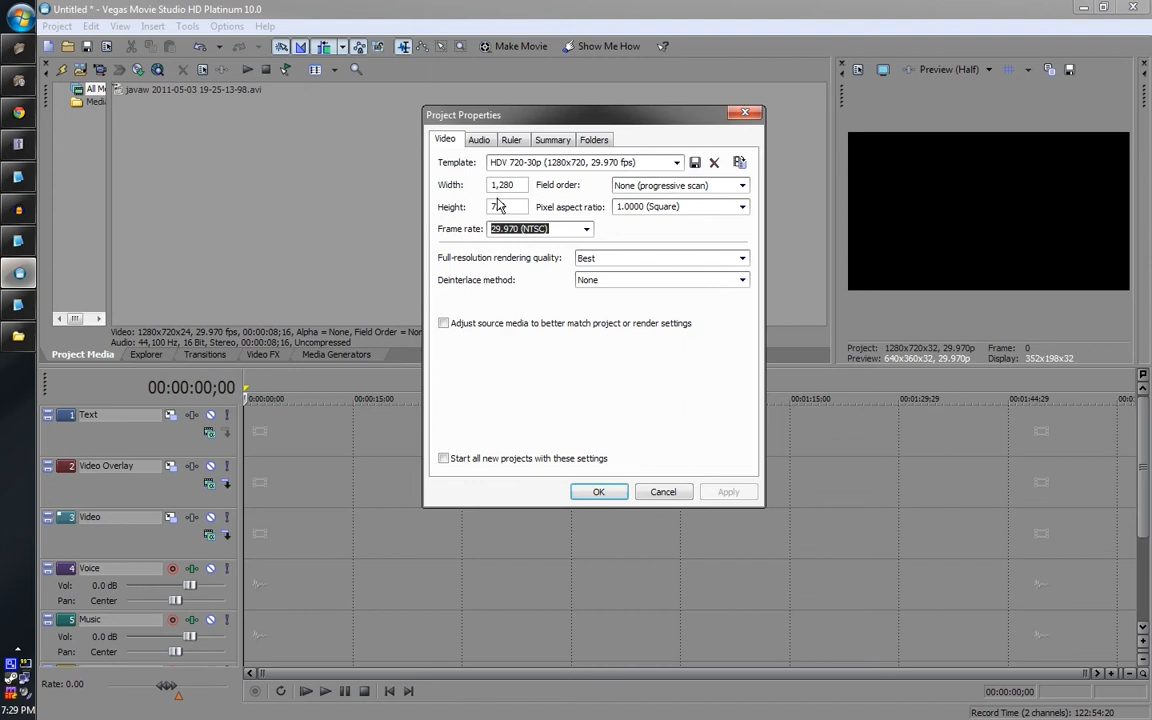 Untitled * - Vegas Movie Studio HD Platinum 10.0
Project Edit View Insert Tools Options Help
Make Movie Show Me How
All Me
Media
javaw 2011-05-03 19-25-13-98.avi
Preview (Half)
Project Properties
Video Audio Ruler Summary Folders
Template: HDV 720-30p (1280x720, 29.970 fps)
Width: 1,280 Field order: None (progressive scan)
Height: Pixel aspect ratio: 1.0000 (Square)
Frame rate: 29.970 (NTSC)
Full-resolution rendering quality: Best
Deinterlace method: None
Adjust source media to better match project or render settings
Start all new projects with these settings
OK Cancel Apply
Video: 1280x720x24, 29.970 fps, 00:00:08;16, Alpha = None, Field Order = Non
Audio: 44,100 Hz, 16 Bit, Stereo, 00:00:08;16, Uncompressed
Project Media Explorer Transitions Video FX Media Generators
Project: 1280x720x32, 29.970p Frame: 0
Preview: 640x360x32, 29.970p Display: 352x198x32
00:00:00;00
0:00:00;00 00:00:15;00 00:01:15;00 00:01:29;29 00:01:44;29 00:0
1 Text
2 Video Overlay
3 Video
4 Voice
Vol: 0.0 dB
Pan: Center
5 Music
Vol: 0.0 dB
Pan: Center
Rate: 0.00
00:00:00;00
Record Time (2 channels): 122:54:20
7:29 PM